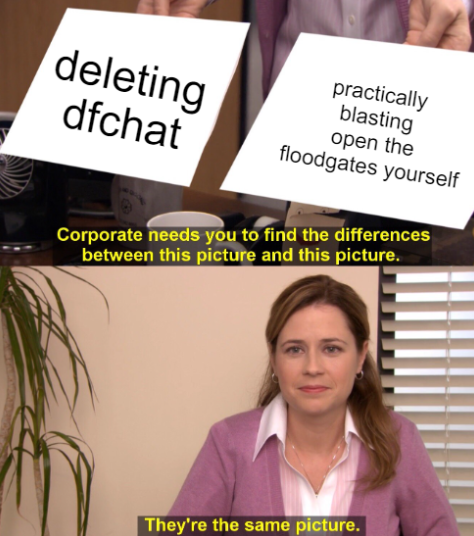 deleting
dfchat
practically
blasting
open the
floodgates yourself
Corporate needs you to find the differences
between this picture and this picture.
They're the same picture.